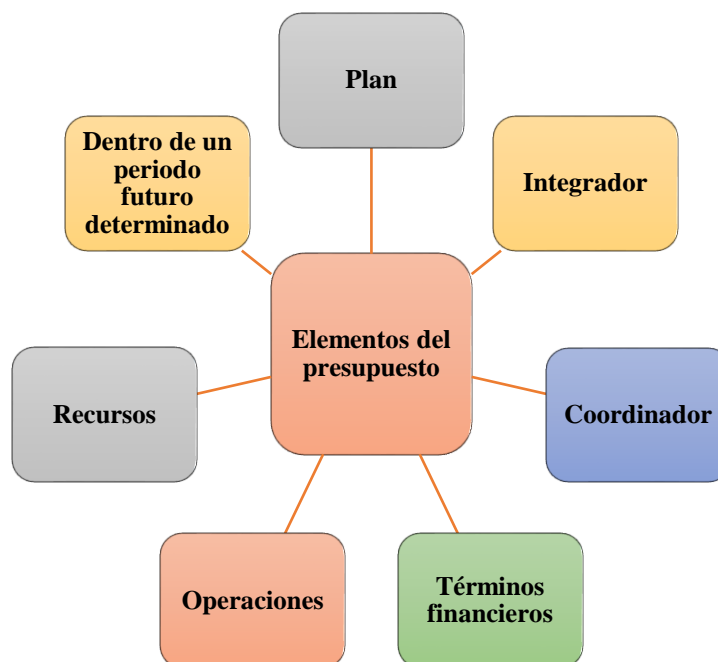 Plan
Dentro de un
periodo
futuro
determinado
Integrador
Elementos del
presupuesto
Recursos
Coordinador
Operaciones
Términos
financieros